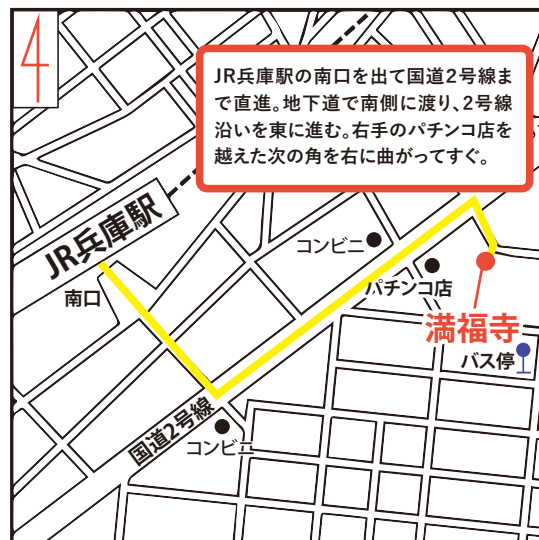 JR兵庫駅の南口を出て国道2号線ま
で直進。地下道で南側に渡り、2号線
沿いを東に進む。右手のパチンコ店を
越えた次の角を右に曲がってすぐ。
JR兵庫駅
南口
コンビニ
パチンコ店
満福寺
バス停
国道2号線
コンビニ